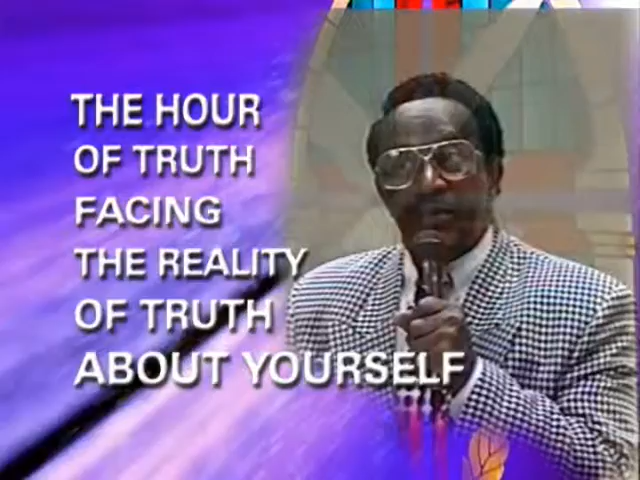 THE HOUR
OF TRUTH
FACING
THE REALITY
OF TRUTH
ABOUT YOURSELF